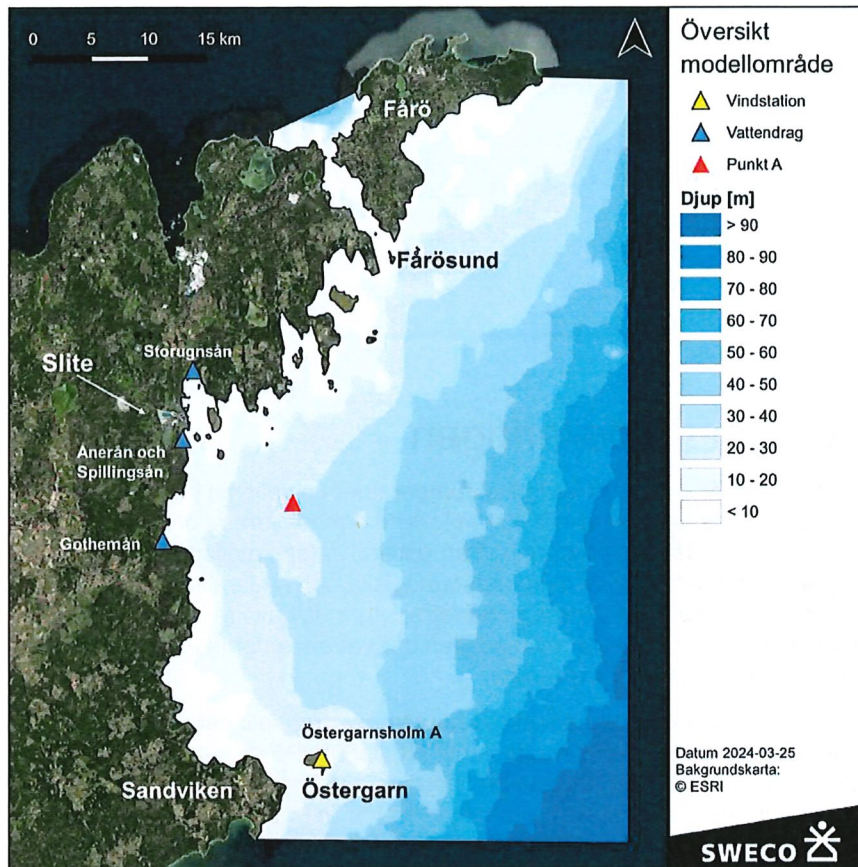 0 5 10 15 km
Fårö
Fårösund
Storugnsån
Slite
Anerån och
Spillingsån
Gothemån
Östergarnsholm A
Sandviken
Östergarn
Översikt
modellområde
Vindstation
Vattendrag
Punkt A
Djup [m]
> 90
80 - 90
70 - 80
60 - 70
50 - 60
40 - 50
30 - 40
20 - 30
10 - 20
< 10
Datum 2024-03-25
Bakgrundskarta:
© ESRI
SWECO